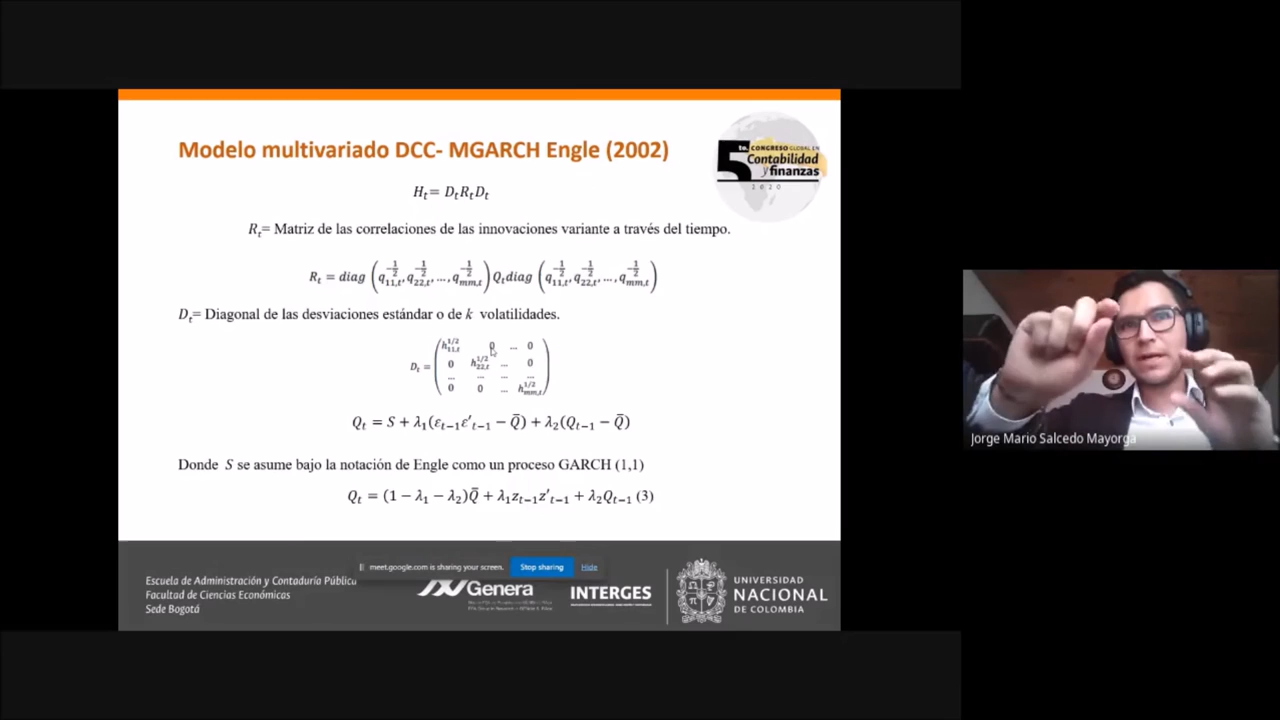 Modelo multivariado DCC- MGARCH Engle (2002)
5to. CONGRESO GLOBAL EN
Contabilidad
y finanzas
2020
H_t = D_t R_t D_t
R_t= Matriz de las correlaciones de las innovaciones variante a través del tiempo.
R_t = diag (q_{11,t}^{-1/2}, q_{22,t}^{-1/2}, ..., q_{mm,t}^{-1/2}) Q_t diag (q_{11,t}^{-1/2}, q_{22,t}^{-1/2}, ..., q_{mm,t}^{-1/2})
D_t= Diagonal de las desviaciones estándar o de k volatilidades.
h_{11,t}^{1/2} 0 ... 0
D_t = 0 h_{22,t}^{1/2} ... 0
... ... ... ...
0 0 ... h_{mm,t}^{1/2}
Q_t = S + λ_1(ε_{t−1}ε'_{t−1} − Q̄) + λ_2(Q_{t−1} − Q̄)
Donde S se asume bajo la notación de Engle como un proceso GARCH (1,1)
Q_t = (1 − λ_1 − λ_2)Q̄ + λ_1 z_{t−1}z'_{t−1} + λ_2 Q_{t−1} (3)
Jorge Mario Salcedo Mayorga
meet.google.com is sharing your screen. Stop sharing Hide
Escuela de Administración y Contaduría Pública
Facultad de Ciencias Económicas
Sede Bogotá
Genera
INTERGES
UNIVERSIDAD
NACIONAL
DE COLOMBIA